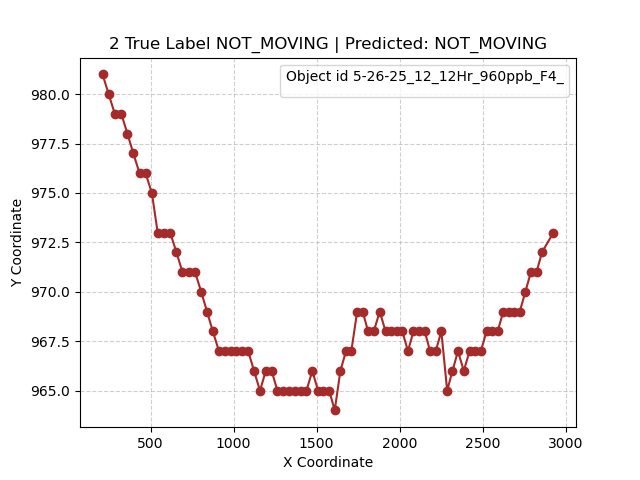 2 True Label NOT_MOVING | Predicted: NOT_MOVING
Object id 5-26-25_12_12Hr_960ppb_F4_
980.0
977.5
975.0
972.5
970.0
967.5
965.0
Y Coordinate
500 1000 1500 2000 2500 3000
X Coordinate